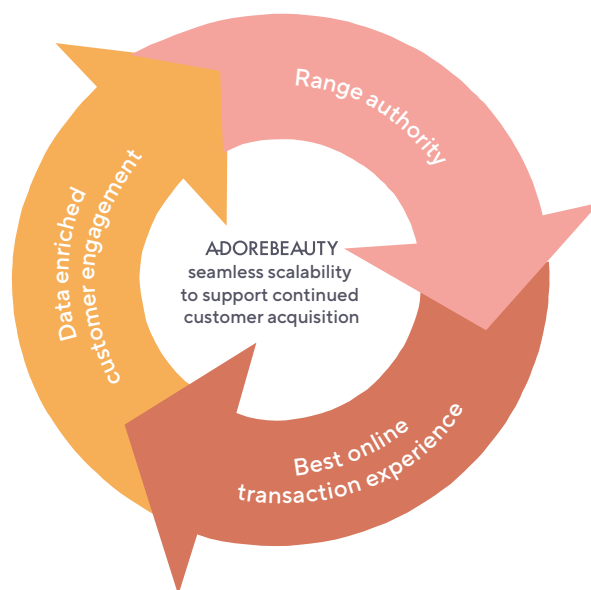 Range authority
Data enriched
customer engagement
ADOREBEAUTY
seamless scalability
to support continued
customer acquisition
Best online
transaction experience